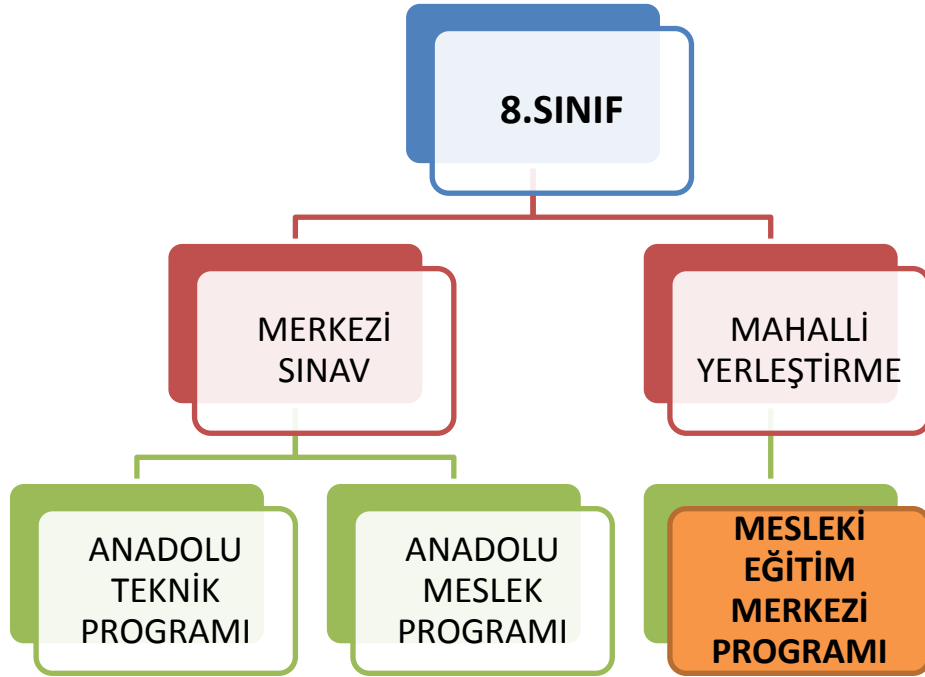 8.SINIF
MERKEZİ
SINAV
MAHALLİ
YERLEŞTİRME
ANADOLU
TEKNİK
PROGRAMI
ANADOLU
MESLEK
PROGRAMI
MESLEKİ
EĞİTİM
MERKEZİ
PROGRAMI